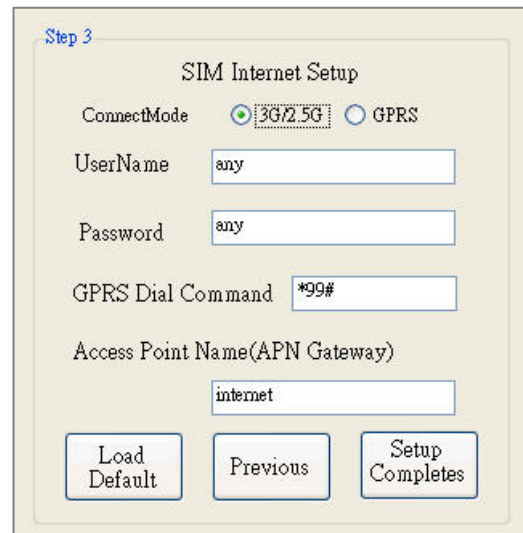 Step 3
SIM Internet Setup
ConnectMode 3G/2.5G GPRS
UserName any
Password any
GPRS Dial Command *99#
Access Point Name(APN Gateway)
internet
Load Default
Previous
Setup Completes